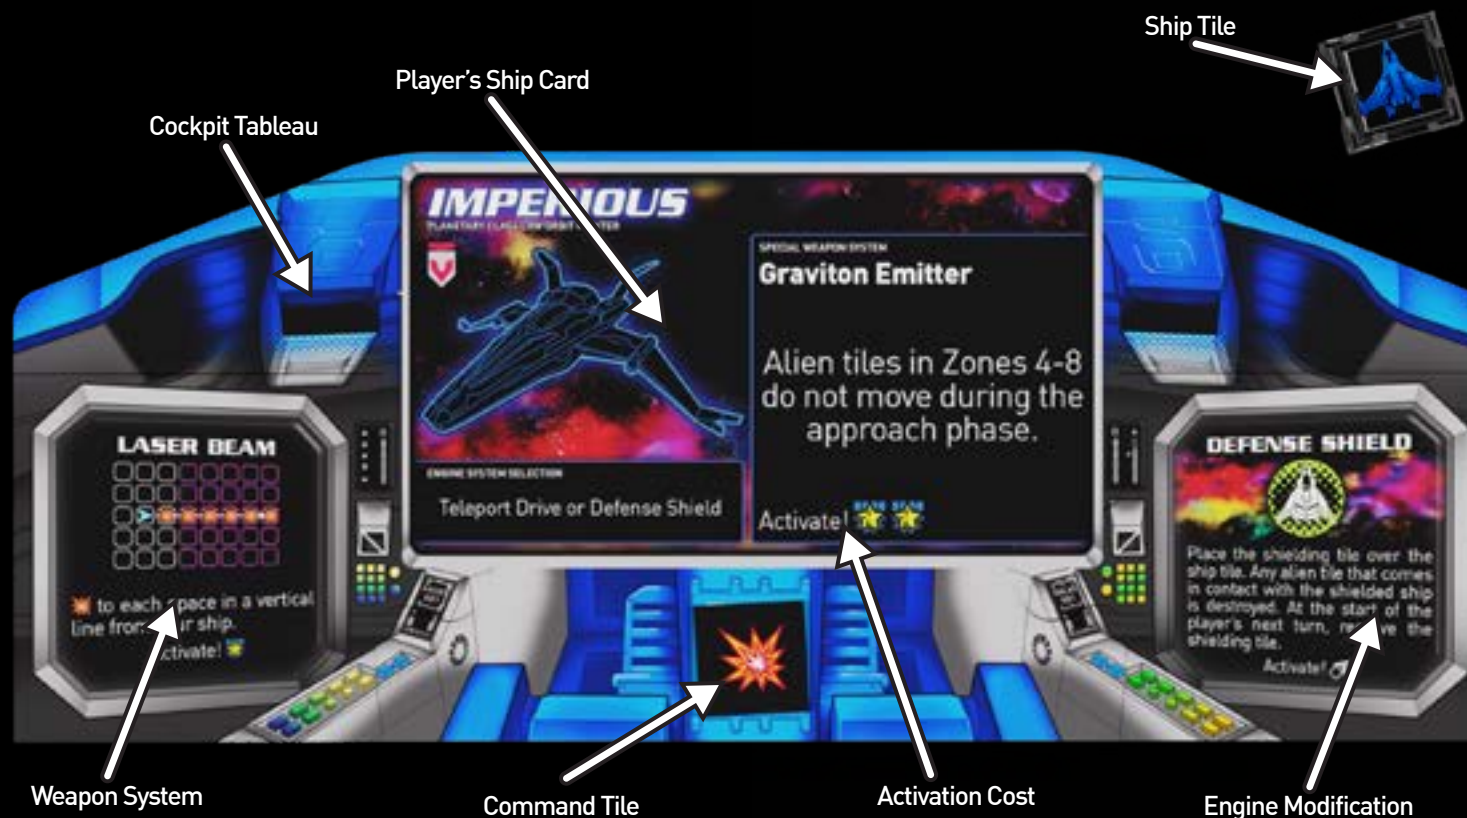 Ship Tile
Player's Ship Card
Cockpit Tableau
IMPERIOUS
SPECIAL WEAPON SYSTEM
Graviton Emitter
Alien tiles in Zones 4-8
do not move during the
approach phase.
Activate!
ENGINE SYSTEM SELECTION
Teleport Drive or Defense Shield
LASER BEAM
to each space in a vertical
line from your ship.
Activate!
DEFENSE SHIELD
Place the shielding tile over the
ship tile. Any alien tile that comes
in contact with the shielded ship
is destroyed. At the start of the
player's next turn, remove the
shielding tile.
Activate!
Weapon System
Command Tile
Activation Cost
Engine Modification